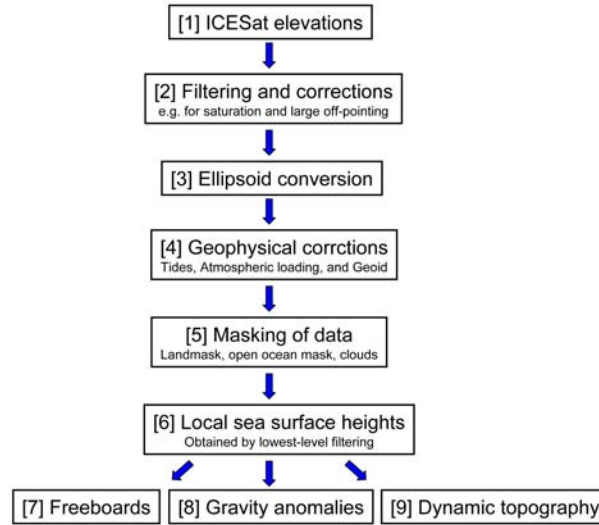 [1] ICESat elevations
[2] Filtering and corrections
e.g. for saturation and large off-pointing
[3] Ellipsoid conversion
[4] Geophysical corrctions
Tides, Atmospheric loading, and Geoid
[5] Masking of data
Landmask, open ocean mask, clouds
[6] Local sea surface heights
Obtained by lowest-level filtering
[7] Freeboards
[8] Gravity anomalies
[9] Dynamic topography